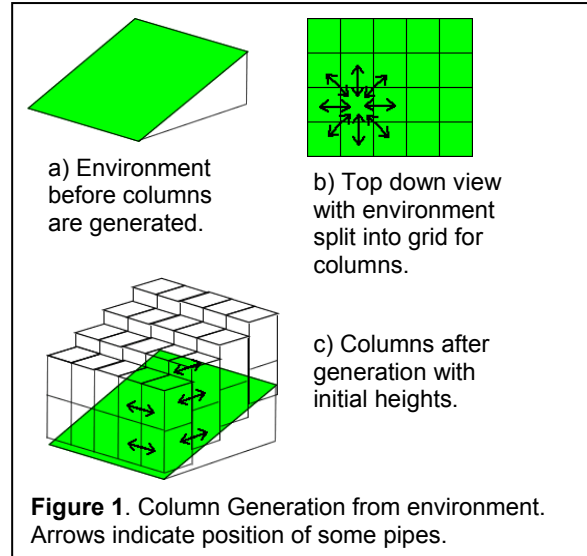 a) Environment
before columns
are generated.
b) Top down view
with environment
split into grid for
columns.
c) Columns after
generation with
initial heights.
Figure 1. Column Generation from environment.
Arrows indicate position of some pipes.